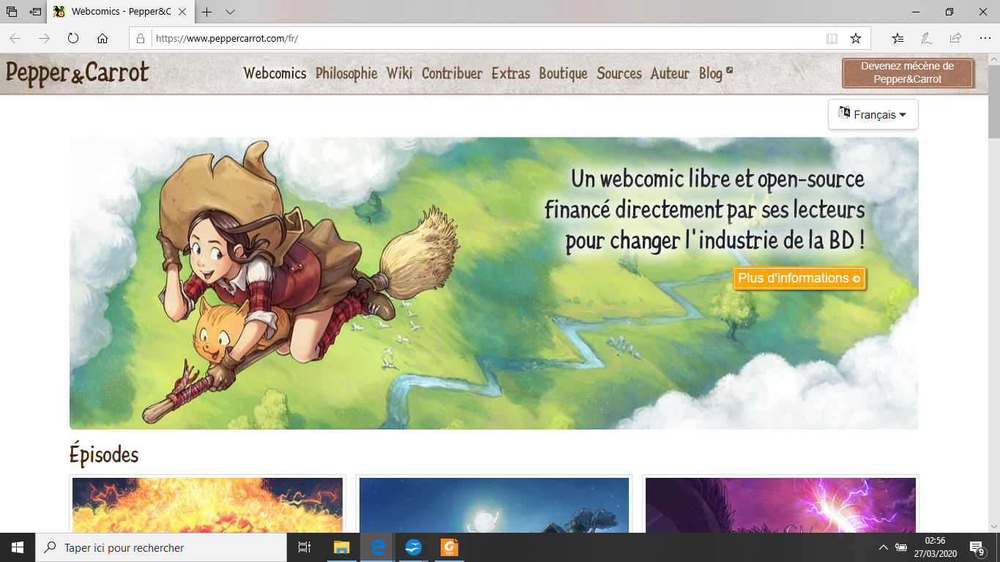 Webcomics - Pepper&C
https://www.peppercarrot.com/fr/
Pepper&Carrot
Webcomics Philosophie Wiki Contribuer Extras Boutique Sources Auteur Blog
Devenez mécène de
Pepper&Carrot
Français
Un webcomic libre et open-source
financé directement par ses lecteurs
pour changer l'industrie de la BD !
Plus d'informations
Épisodes
Taper ici pour rechercher
PDF
02:56
27/03/2020
9